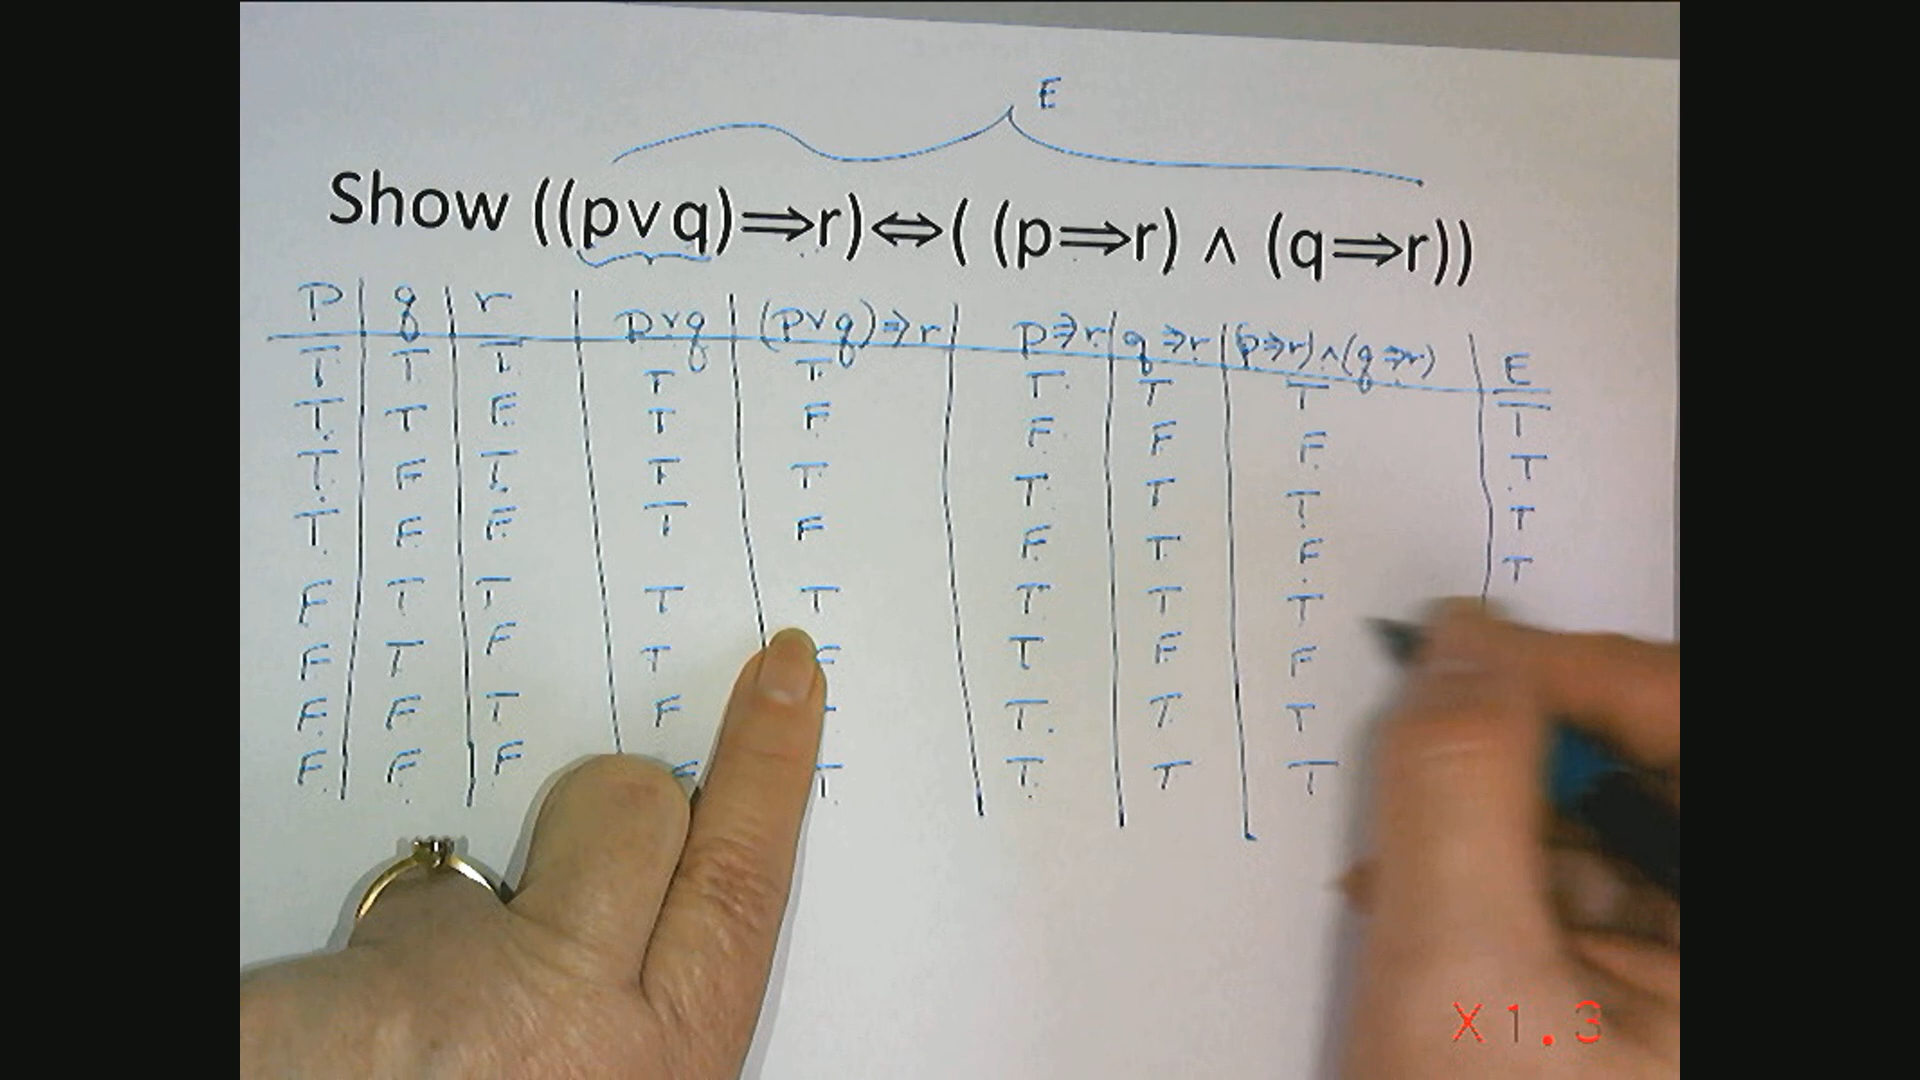 E
Show ((p∨q)⇒r)⇔( (p⇒r) ∧ (q⇒r))
p q r p∨q (p∨q)⇒r p⇒r q⇒r (p⇒r)∧(q⇒r) E
T T T T T T T T T
T T F T F F F F T
T F T T T T T T T
T F F T F F T F T
F T T T T T T T
F T F T F T F F
F F T F T T T
F F F F T T T T
X1.3